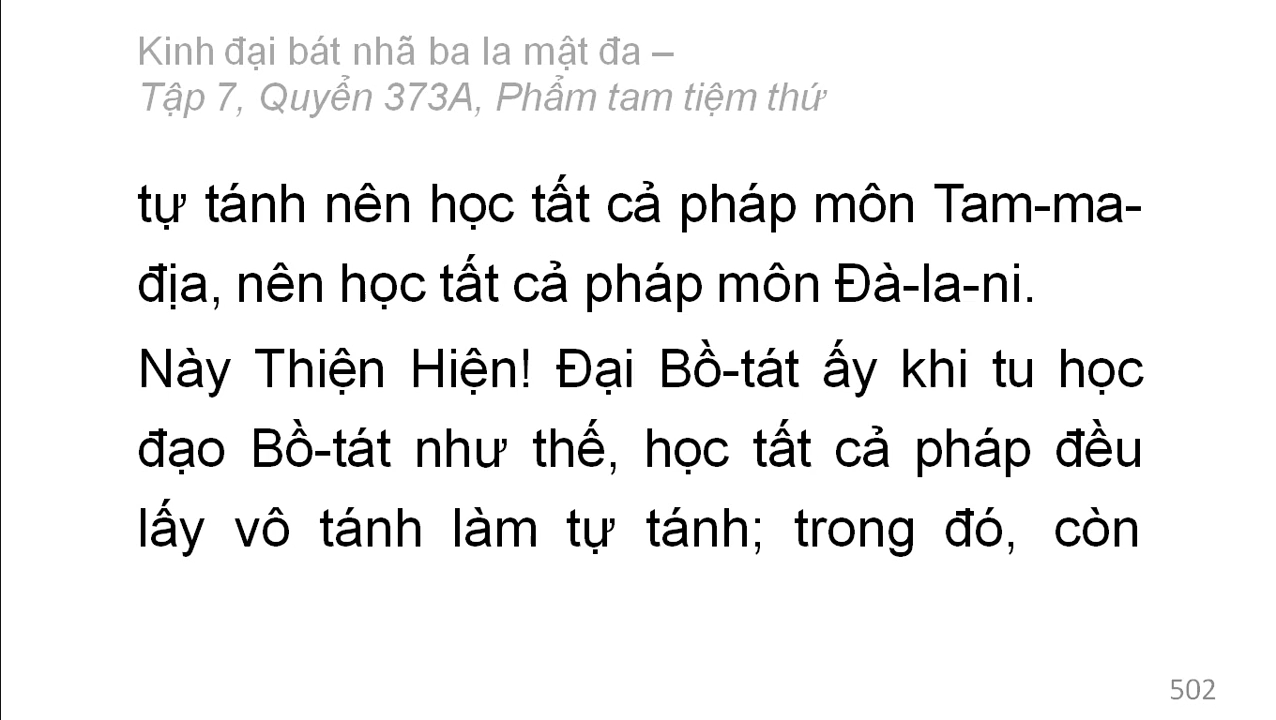 Kinh đại bát nhã ba la mật đa –
Tập 7, Quyển 373A, Phẩm tam tiệm thứ
tự tánh nên học tất cả pháp môn Tam-ma-
địa, nên học tất cả pháp môn Đà-la-ni.
Này Thiện Hiện! Đại Bồ-tát ấy khi tu học
đạo Bồ-tát như thế, học tất cả pháp đều
lấy vô tánh làm tự tánh; trong đó, còn
502